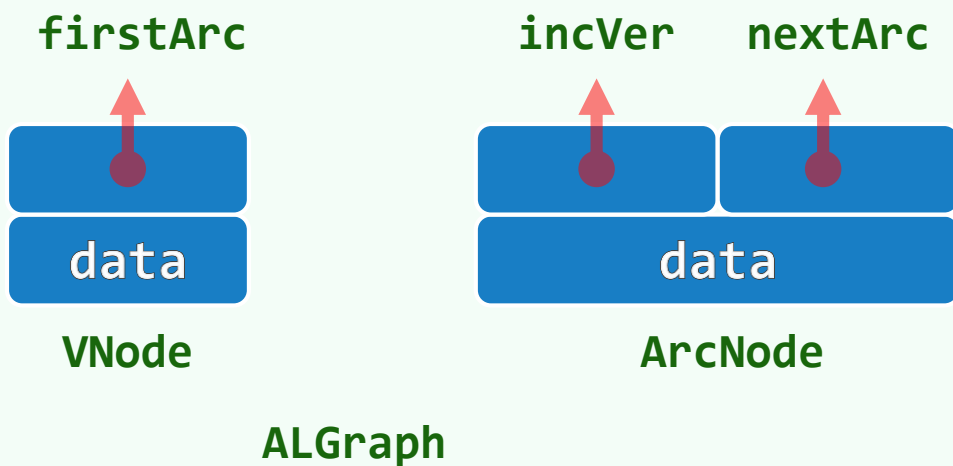 firstArc incVer nextArc
data data
VNode ArcNode
ALGraph